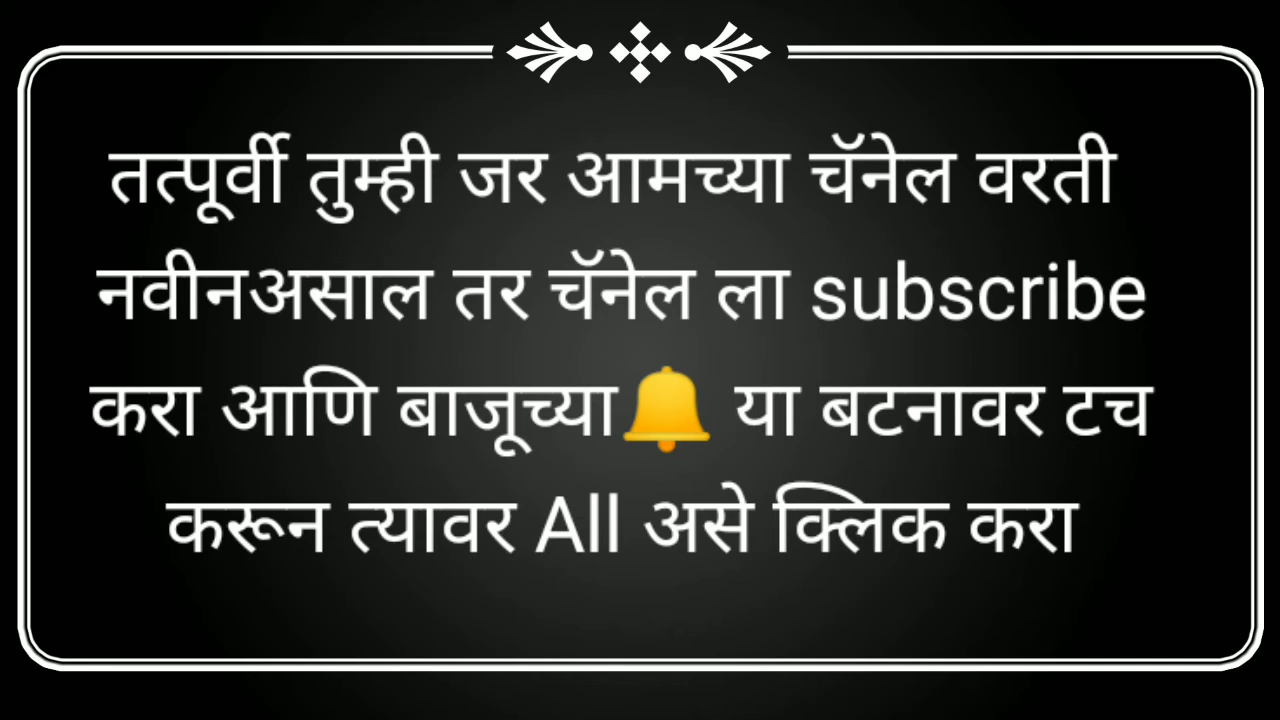 तत्पूर्वी तुम्ही जर आमच्या चॅनेल वरती
नवीनअसाल तर चॅनेल ला subscribe
करा आणि बाजूच्या🔔 या बटनावर टच
करून त्यावर All असे क्लिक करा